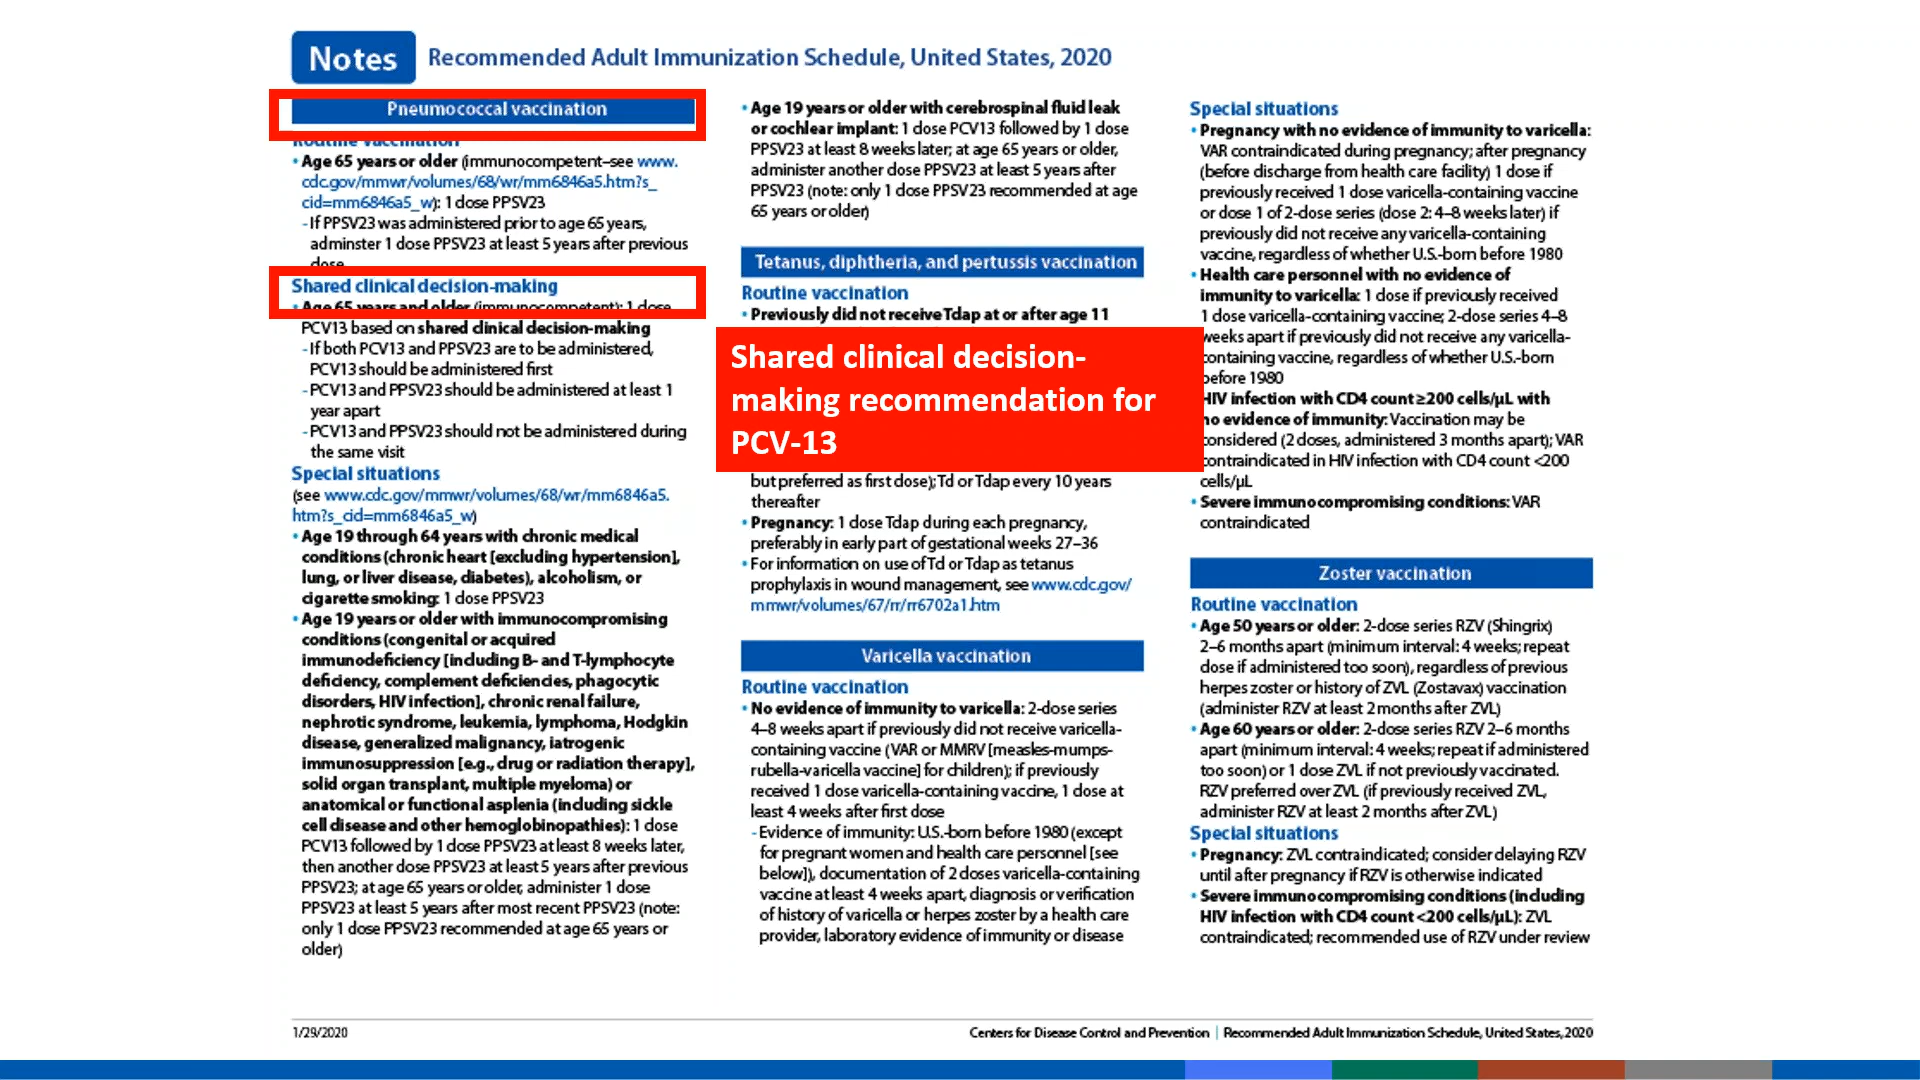 Notes
Recommended Adult Immunization Schedule, United States, 2020
Pneumococcal vaccination
Routine vaccination
• Age 65 years or older (immunocompetent–see www.
cdc.gov/mmwr/volumes/68/wr/mm6846a5.htm?s_
cid=mm6846a5_w): 1 dose PPSV23
- If PPSV23 was administered prior to age 65 years,
adminster 1 dose PPSV23 at least 5 years after previous
dose
Shared clinical decision-making
• Age 65 years and older (immunocompetent): 1 dose
PCV13 based on shared clinical decision-making
- If both PCV13 and PPSV23 are to be administered,
PCV13 should be administered first
- PCV13 and PPSV23 should be administered at least 1
year apart
- PCV13 and PPSV23 should not be administered during
the same visit
Special situations
(see www.cdc.gov/mmwr/volumes/68/wr/mm6846a5.
htm?s_cid=mm6846a5_w)
• Age 19 through 64 years with chronic medical
conditions (chronic heart [excluding hypertension],
lung, or liver disease, diabetes), alcoholism, or
cigarette smoking: 1 dose PPSV23
• Age 19 years or older with immunocompromising
conditions (congenital or acquired
immunodeficiency [including B- and T-lymphocyte
deficiency, complement deficiencies, phagocytic
disorders, HIV infection], chronic renal failure,
nephrotic syndrome, leukemia, lymphoma, Hodgkin
disease, generalized malignancy, iatrogenic
immunosuppression [e.g., drug or radiation therapy],
solid organ transplant, multiple myeloma) or
anatomical or functional asplenia (including sickle
cell disease and other hemoglobinopathies): 1 dose
PCV13 followed by 1 dose PPSV23 at least 8 weeks later,
then another dose PPSV23 at least 5 years after previous
PPSV23; at age 65 years or older, administer 1 dose
PPSV23 at least 5 years after most recent PPSV23 (note:
only 1 dose PPSV23 recommended at age 65 years or
older)
• Age 19 years or older with cerebrospinal fluid leak
or cochlear implant: 1 dose PCV13 followed by 1 dose
PPSV23 at least 8 weeks later; at age 65 years or older,
administer another dose PPSV23 at least 5 years after
PPSV23 (note: only 1 dose PPSV23 recommended at age
65 years or older)
Tetanus, diphtheria, and pertussis vaccination
Routine vaccination
• Previously did not receive Tdap at or after age 11
Shared clinical decision-
making recommendation for
PCV-13
but preferred as first dose); Td or Tdap every 10 years
thereafter
• Pregnancy: 1 dose Tdap during each pregnancy,
preferably in early part of gestational weeks 27–36
• For information on use of Td or Tdap as tetanus
prophylaxis in wound management, see www.cdc.gov/
mmwr/volumes/67/rr/rr6702a1.htm
Varicella vaccination
Routine vaccination
• No evidence of immunity to varicella: 2-dose series
4–8 weeks apart if previously did not receive varicella-
containing vaccine (VAR or MMRV [measles-mumps-
rubella-varicella vaccine] for children); if previously
received 1 dose varicella-containing vaccine, 1 dose at
least 4 weeks after first dose
- Evidence of immunity: U.S.-born before 1980 (except
for pregnant women and health care personnel [see
below]), documentation of 2 doses varicella-containing
vaccine at least 4 weeks apart, diagnosis or verification
of history of varicella or herpes zoster by a health care
provider, laboratory evidence of immunity or disease
Special situations
• Pregnancy with no evidence of immunity to varicella:
VAR contraindicated during pregnancy; after pregnancy
(before discharge from health care facility) 1 dose if
previously received 1 dose varicella-containing vaccine
or dose 1 of 2-dose series (dose 2: 4–8 weeks later) if
previously did not receive any varicella-containing
vaccine, regardless of whether U.S.-born before 1980
• Health care personnel with no evidence of
immunity to varicella: 1 dose if previously received
1 dose varicella-containing vaccine; 2-dose series 4–8
weeks apart if previously did not receive any varicella-
containing vaccine, regardless of whether U.S.-born
before 1980
HIV infection with CD4 count ≥200 cells/μL with
no evidence of immunity: Vaccination may be
considered (2 doses, administered 3 months apart); VAR
contraindicated in HIV infection with CD4 count <200
cells/μL
• Severe immunocompromising conditions: VAR
contraindicated
Zoster vaccination
Routine vaccination
• Age 50 years or older: 2-dose series RZV (Shingrix)
2–6 months apart (minimum interval: 4 weeks; repeat
dose if administered too soon), regardless of previous
herpes zoster or history of ZVL (Zostavax) vaccination
(administer RZV at least 2 months after ZVL)
• Age 60 years or older: 2-dose series RZV 2–6 months
apart (minimum interval: 4 weeks; repeat if administered
too soon) or 1 dose ZVL if not previously vaccinated.
RZV preferred over ZVL (if previously received ZVL,
administer RZV at least 2 months after ZVL)
Special situations
• Pregnancy: ZVL contraindicated; consider delaying RZV
until after pregnancy if RZV is otherwise indicated
• Severe immunocompromising conditions (including
HIV infection with CD4 count <200 cells/μL): ZVL
contraindicated; recommended use of RZV under review
1/29/2020
Centers for Disease Control and Prevention | Recommended Adult Immunization Schedule, United States, 2020